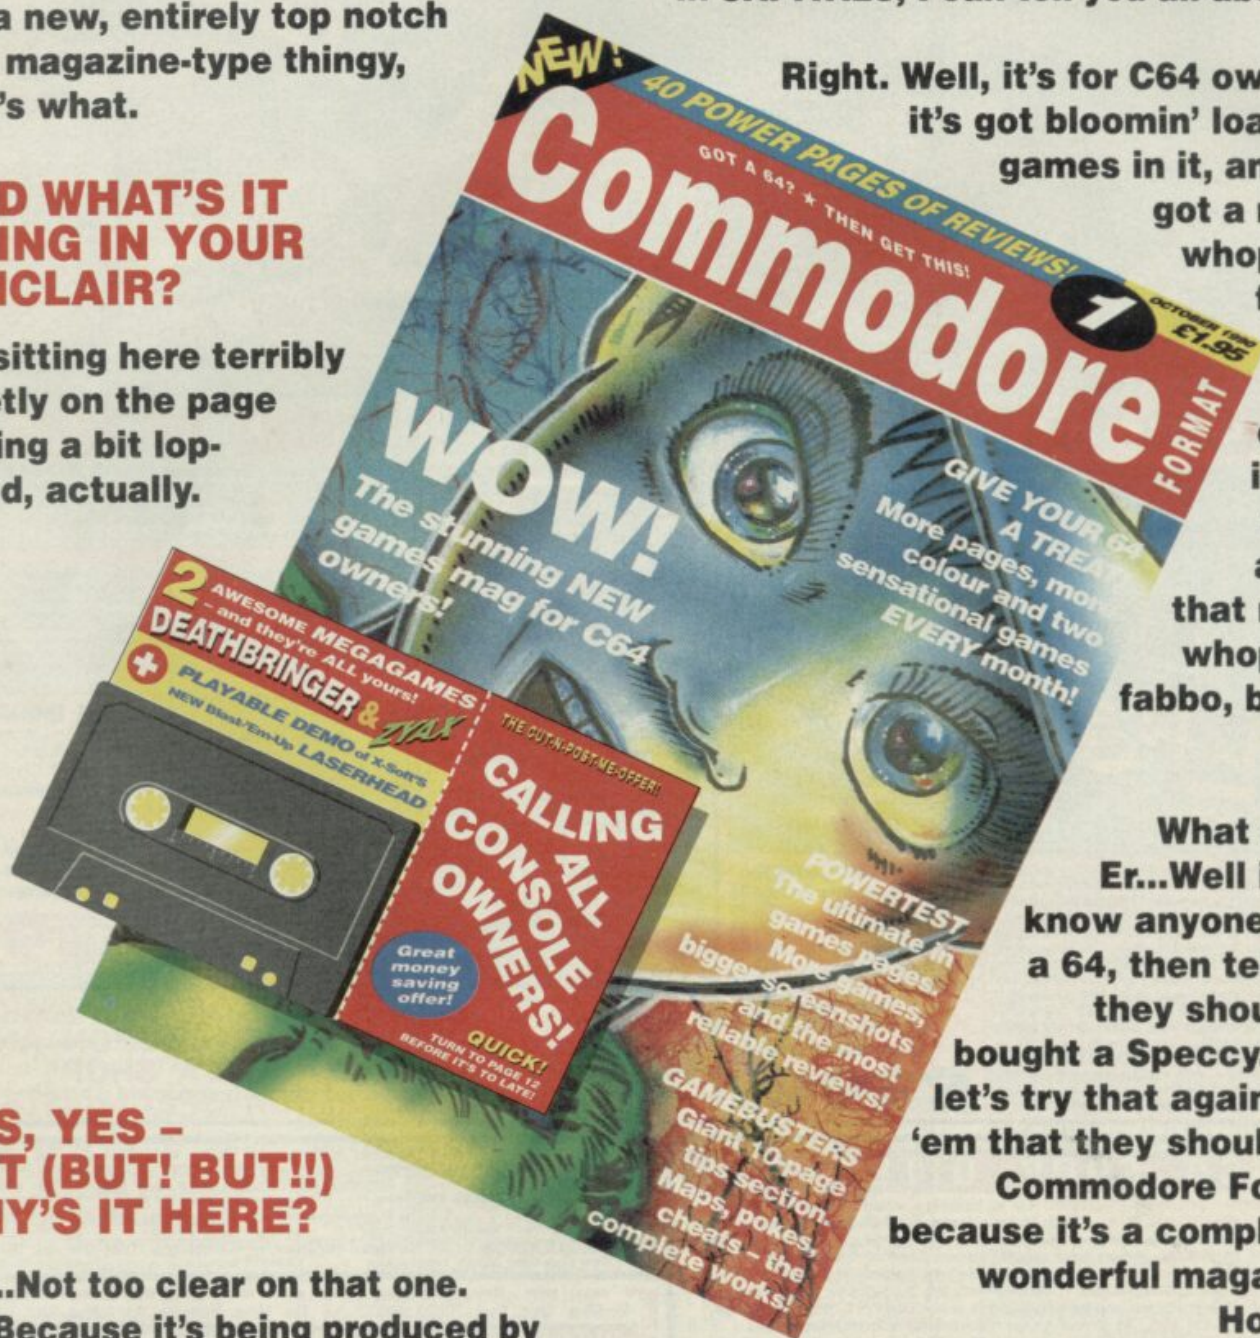 a new, entirely top notch
magazine-type thingy,
's what.
D WHAT'S IT
ING IN YOUR
ICLAIR?
sitting here terribly
tly on the page
ing a bit lop-
d, actually.
S, YES –
T (BUT! BUT!!)
IY'S IT HERE?
...Not too clear on that one.
Because it's being produced by
NEW!
40 POWER PAGES OF REVIEWS!
GOT A 64? ★ THEN GET THIS!
Commodore
FORMAT
1
OCTOBER 1990
£1.95
WOW!
The stunning NEW
games mag for C64
owners!
GIVE YOUR 64
A TREAT
More pages, more
colour and two
sensational games
EVERY month!
2 AWESOME MEGAGAMES
– and they're ALL yours!
DEATHBRINGER & ZYAX
+ PLAYABLE DEMO of X-Soft's
NEW Blast-'Em-Up LASERHEAD
THE CUT-N-POST-ME-OFFER!
CALLING
ALL
CONSOLE
OWNERS!
Great
money
saving
offer!
QUICK!
TURN TO PAGE 12
BEFORE IT'S TO LATE!
POWERTEST
The ultimate in
games pages.
More games,
bigger screenshots
and the most
reliable reviews!
GAMEBUSTERS
Giant 10-page
tips section.
Maps, pokes,
cheats – the
complete works!
Right. Well, it's for C64 ow
it's got bloomin' loa
games in it, an
got a
whop
that
who
fabbo, b
What
Er...Well i
know anyone
a 64, then te
they shou
bought a Speccy
let's try that again
'em that they shoul
Commodore Fo
because it's a compl
wonderful maga
Ho